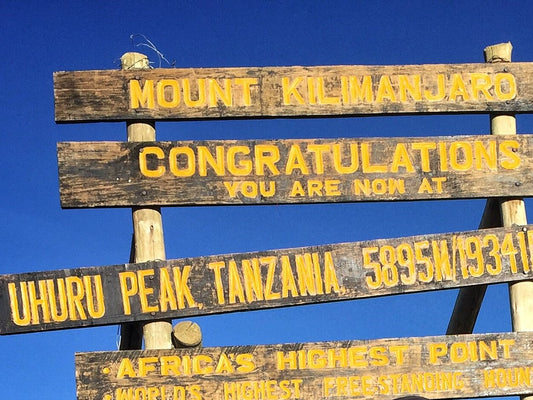 MOUNT KILIMANJARO
CONGRATULATIONS
YOU ARE NOW AT
UHURU PEAK, TANZANIA, 5895M/19341
• AFRICA'S HIGHEST POINT
• WORLD'S HIGHEST FREE-STANDING